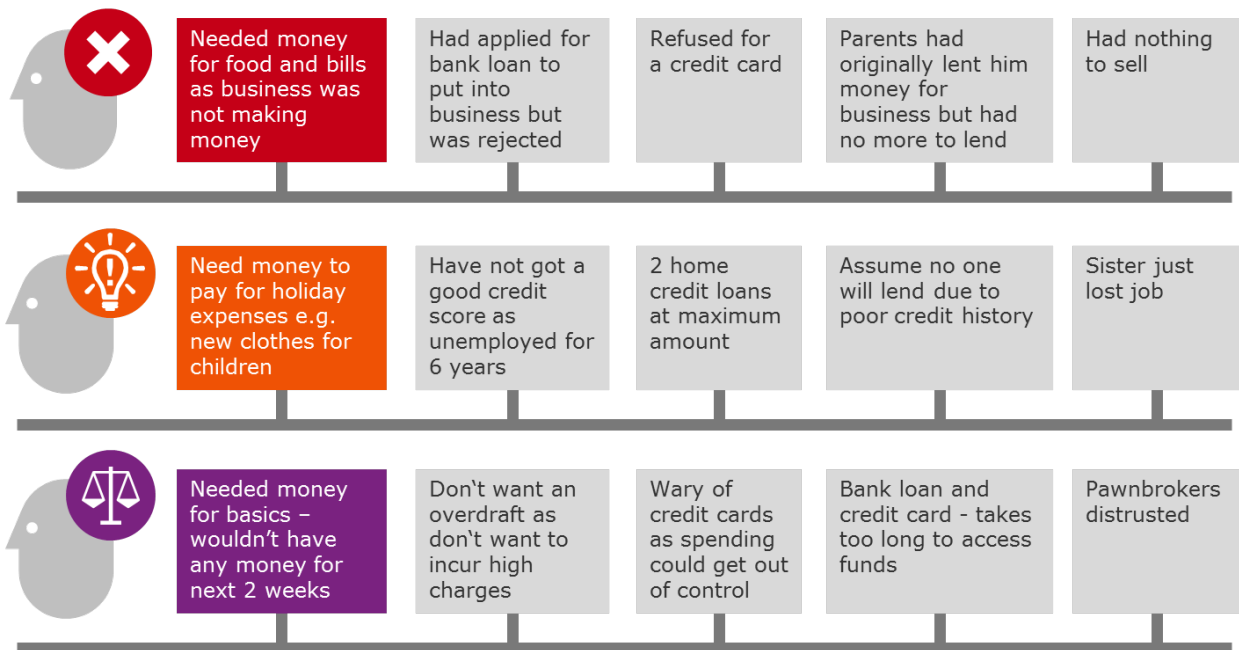 Needed money
for food and bills
as business was
not making
money
Had applied for
bank loan to
put into
business but
was rejected
Refused for
a credit card
Parents had
originally lent him
money for
business but had
no more to lend
Had nothing
to sell
Need money to
pay for holiday
expenses e.g.
new clothes for
children
Have not got a
good credit
score as
unemployed for
6 years
2 home
credit loans
at maximum
amount
Assume no one
will lend due to
poor credit history
Sister just
lost job
Needed money
for basics –
wouldn’t have
any money for
next 2 weeks
Don‘t want an
overdraft as
don‘t want to
incur high
charges
Wary of
credit cards
as spending
could get out
of control
Bank loan and
credit card - takes
too long to access
funds
Pawnbrokers
distrusted